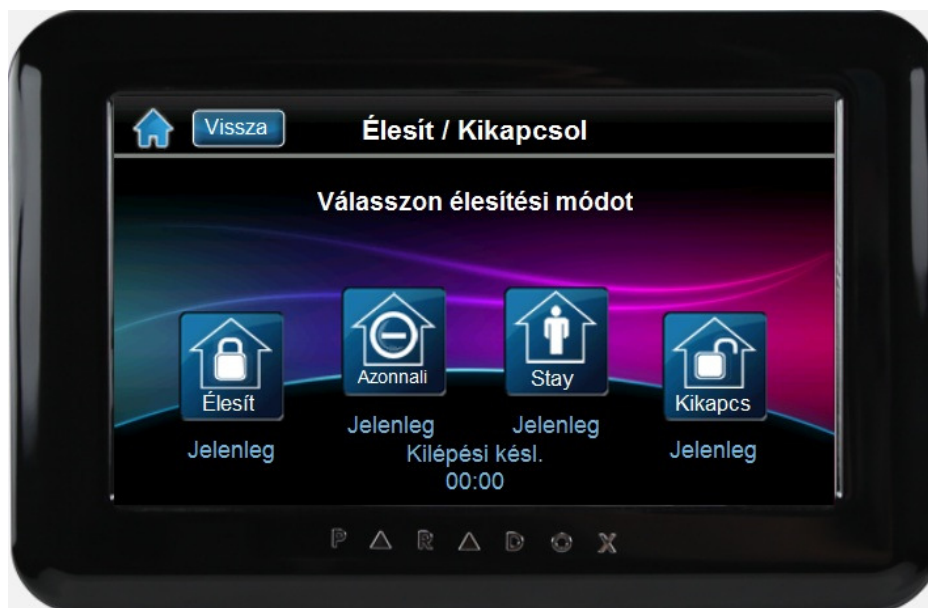 Vissza
Élesít / Kikapcsol
Válasszon élesítési módot
Élesít
Azonnali
Stay
Kikapcs
Jelenleg
Jelenleg
Jelenleg
Jelenleg
Kilépési késl.
00:00
PARADOX